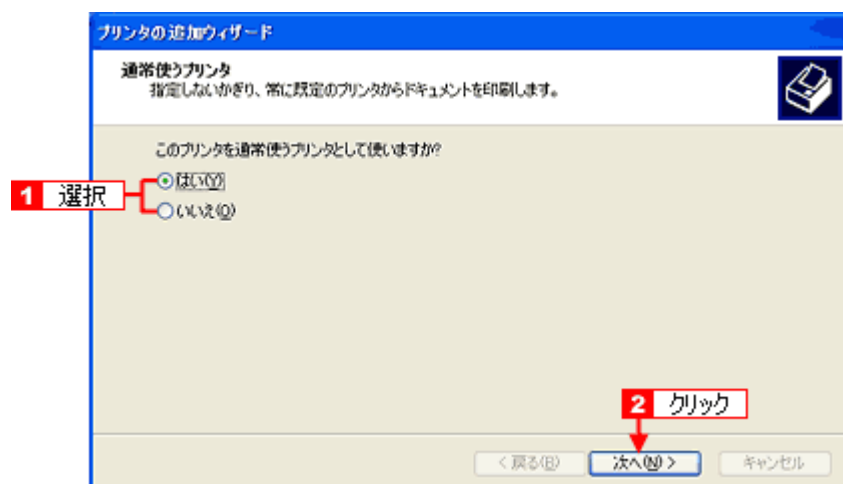 プリンタの追加ウィザード
通常使うプリンタ
指定しないかぎり、常に既定のプリンタからドキュメントを印刷します。
このプリンタを通常使うプリンタとして使いますか?
はい(Y)
1 選択
いいえ(O)
2 クリック
< 戻る(B)
次へ(N) >
キャンセル